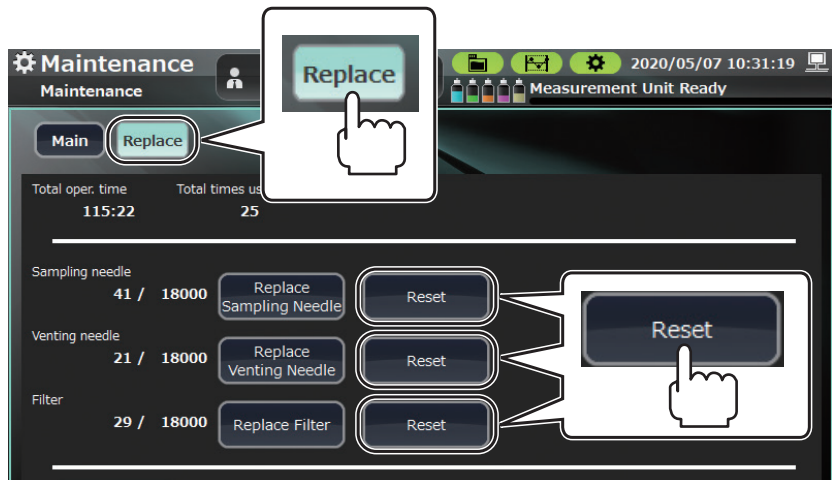 Maintenance
Maintenance
Replace
2020/05/07 10:31:19
Measurement Unit Ready
Main
Replace
Total oper. time
Total times us
115:22
25
Sampling needle
41 / 18000
Replace
Sampling Needle
Reset
Venting needle
21 / 18000
Replace
Venting Needle
Reset
Filter
29 / 18000
Replace Filter
Reset
Reset